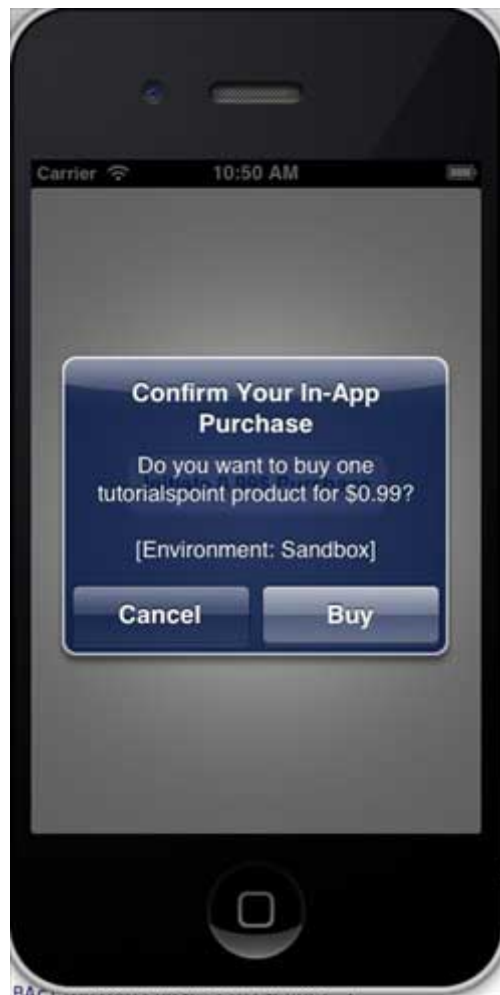 Carrier
10:50 AM
Confirm Your In-App
Purchase
Do you want to buy one
tutorialspoint product for $0.99?
[Environment: Sandbox]
Cancel
Buy